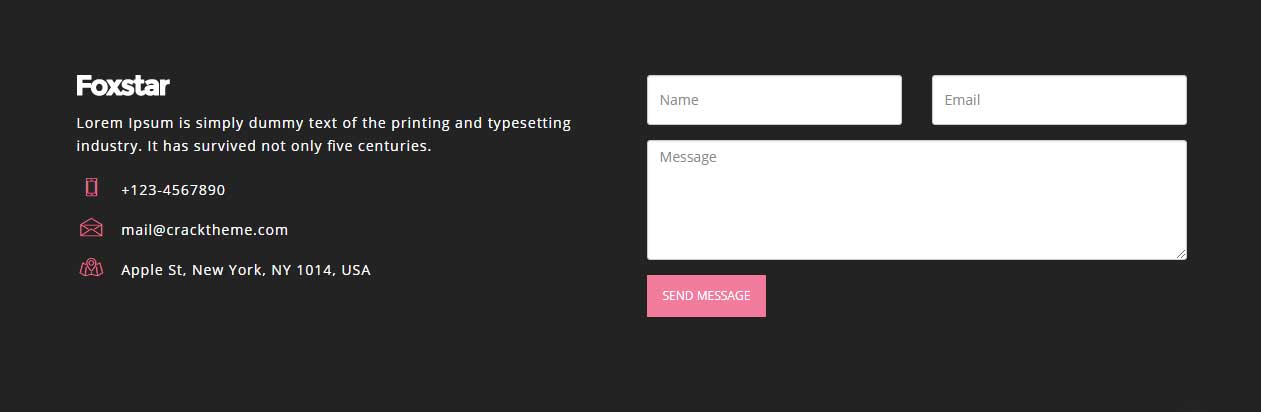 Foxstar
Lorem Ipsum is simply dummy text of the printing and typesetting
industry. It has survived not only five centuries.
+123-4567890
mail@cracktheme.com
Apple St, New York, NY 1014, USA
Name
Email
Message
SEND MESSAGE